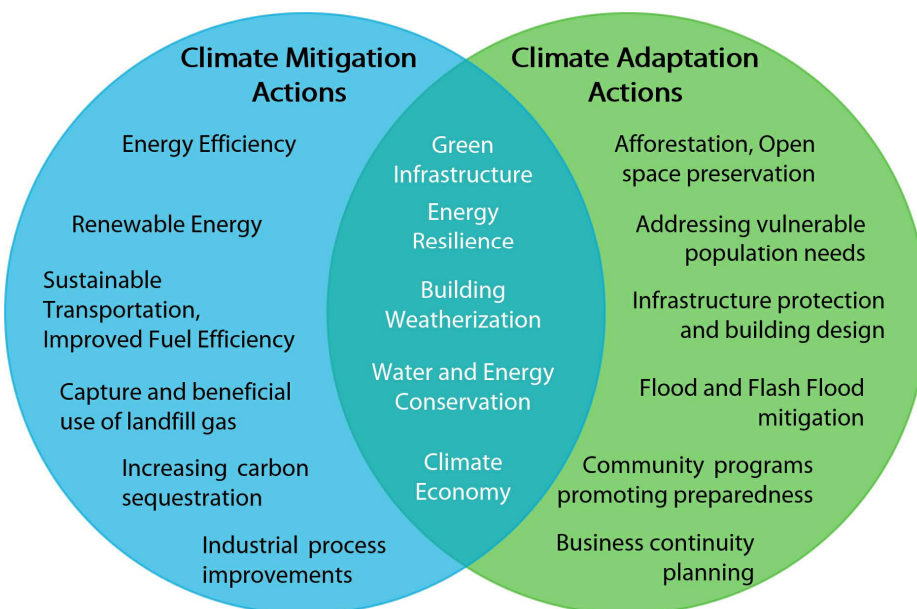 Climate Mitigation
Actions
Energy Efficiency
Renewable Energy
Sustainable
Transportation,
Improved Fuel Efficiency
Capture and beneficial
use of landfill gas
Increasing carbon
sequestration
Industrial process
improvements
Green
Infrastructure
Energy
Resilience
Building
Weatherization
Water and Energy
Conservation
Climate
Economy
Climate Adaptation
Actions
Afforestation, Open
space preservation
Addressing vulnerable
population needs
Infrastructure protection
and building design
Flood and Flash Flood
mitigation
Community programs
promoting preparedness
Business continuity
planning